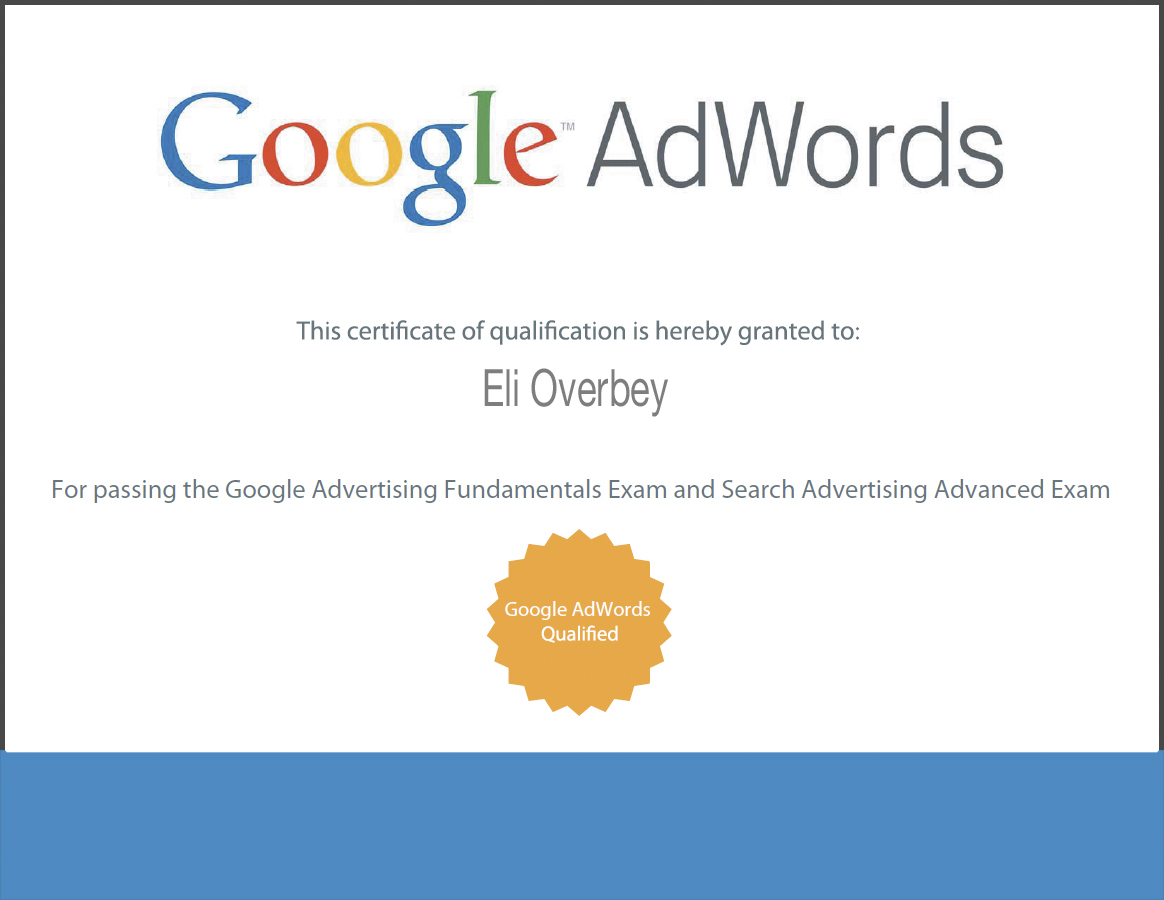 Google™ AdWords
This certificate of qualification is hereby granted to:
Eli Overbey
For passing the Google Advertising Fundamentals Exam and Search Advertising Advanced Exam
Google AdWords
Qualified